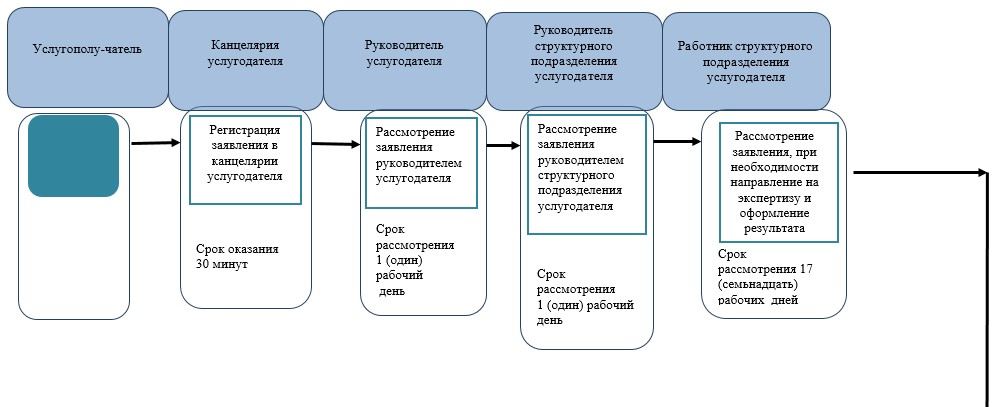 Услугополу-чатель
Канцелярия
услугодателя
Руководитель
услугодателя
Руководитель
структурного
подразделения
услугодателя
Работник структурного
подразделения
услугодателя
Регистрация
заявления в
канцелярии
услугодателя
Срок оказания
30 минут
Рассмотрение
заявления
руководителем
услугодателя
Срок
рассмотрения
1 (один)
рабочий
день
Рассмотрение
заявления
руководителем
структурного
подразделения
услугодателя
Срок
рассмотрения
1 (один) рабочий
день
Рассмотрение
заявления, при
необходимости
направление на
экспертизу и
оформление
результата
Срок
рассмотрения 17
(семьнадцать)
рабочих дней